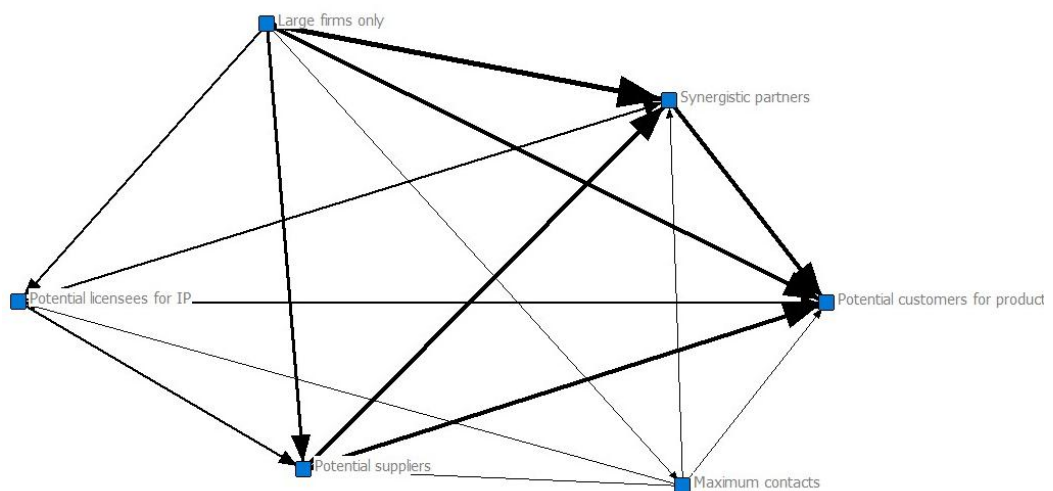 Large firms only
Synergistic partners
Potential licensees for IP
Potential customers for product
Potential suppliers
Maximum contacts